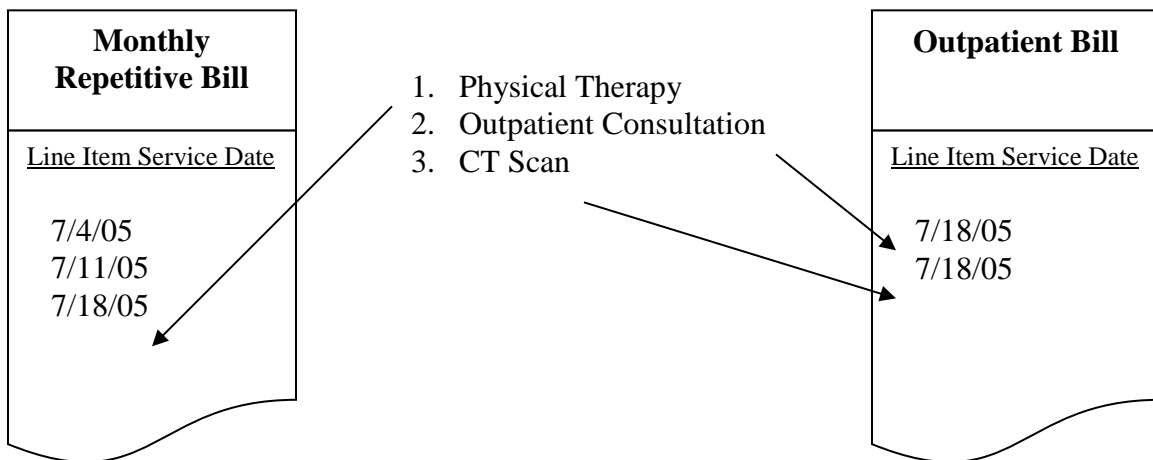 Monthly
Repetitive Bill
Line Item Service Date
7/4/05
7/11/05
7/18/05
1. Physical Therapy
2. Outpatient Consultation
3. CT Scan
Outpatient Bill
Line Item Service Date
7/18/05
7/18/05